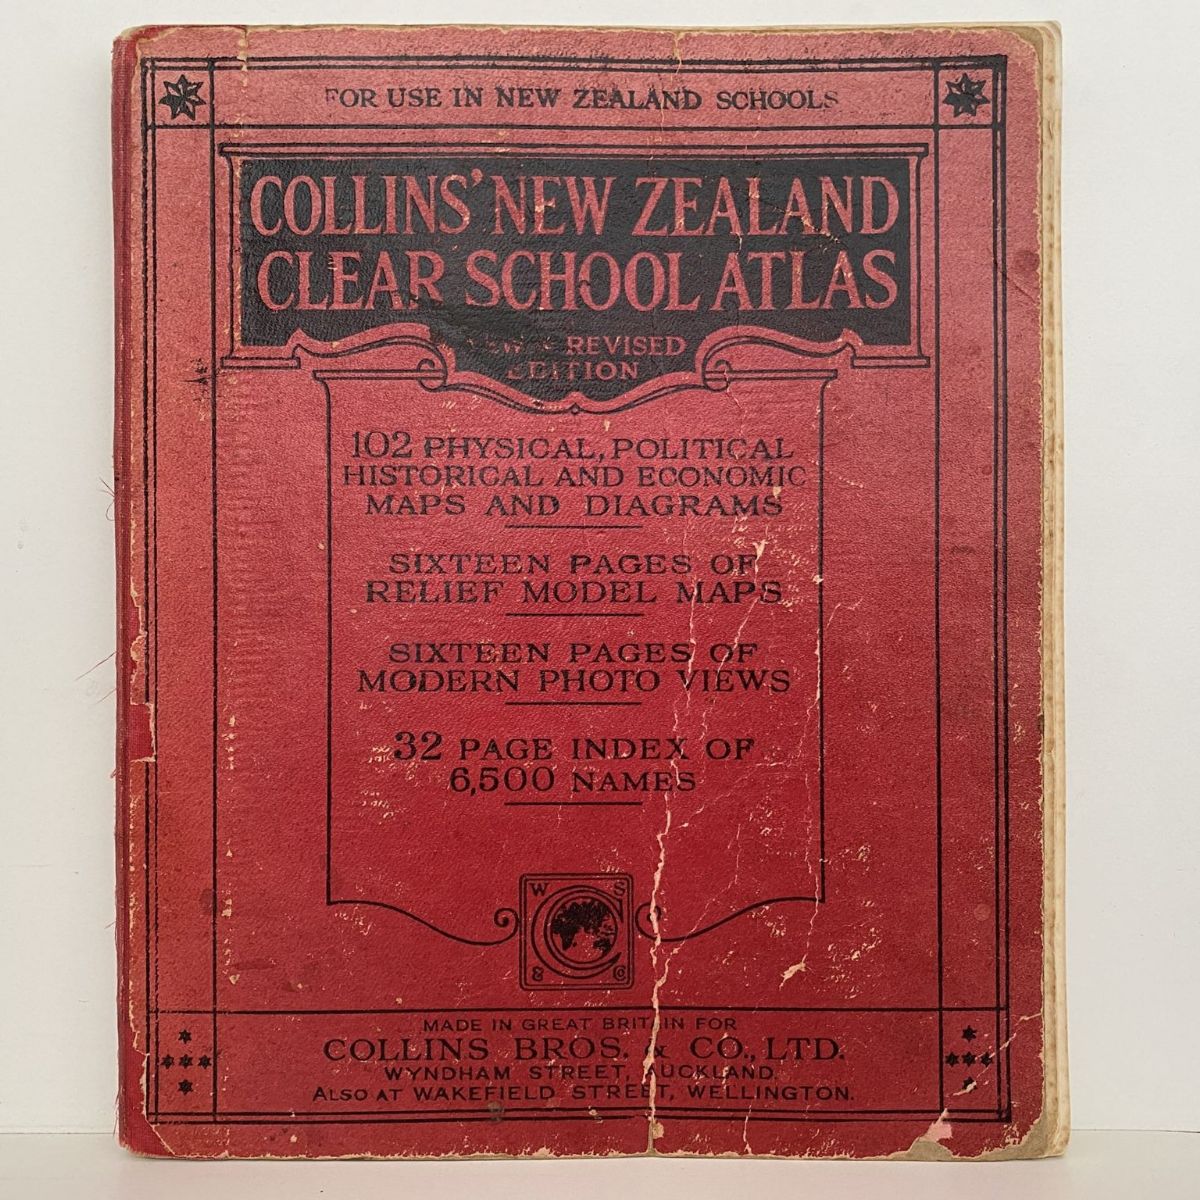 FOR USE IN NEW ZEALAND SCHOOLS
COLLINS' NEW ZEALAND
CLEAR SCHOOL ATLAS
NEW & REVISED
EDITION
102 PHYSICAL, POLITICAL
HISTORICAL AND ECONOMIC
MAPS AND DIAGRAMS
SIXTEEN PAGES OF
RELIEF MODEL MAPS
SIXTEEN PAGES OF
MODERN PHOTO VIEWS
32 PAGE INDEX OF
6,500 NAMES
W S
C
& Co
MADE IN GREAT BRITAIN FOR
COLLINS BROS. & CO., LTD.
WYNDHAM STREET, AUCKLAND.
ALSO AT WAKEFIELD STREET, WELLINGTON.